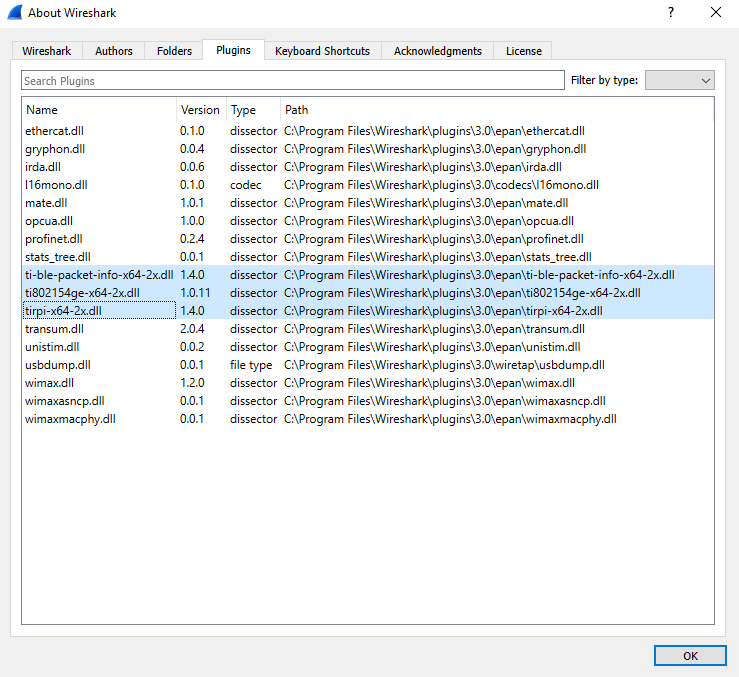 About Wireshark ?
Wireshark Authors Folders Plugins Keyboard Shortcuts Acknowledgments License
Search Plugins Filter by type:
Name Version Type Path
ethercat.dll 0.1.0 dissector C:\Program Files\Wireshark\plugins\3.0\epan\ethercat.dll
gryphon.dll 0.0.4 dissector C:\Program Files\Wireshark\plugins\3.0\epan\gryphon.dll
irda.dll 0.0.6 dissector C:\Program Files\Wireshark\plugins\3.0\epan\irda.dll
l16mono.dll 0.1.0 codec C:\Program Files\Wireshark\plugins\3.0\codecs\l16mono.dll
mate.dll 1.0.1 dissector C:\Program Files\Wireshark\plugins\3.0\epan\mate.dll
opcua.dll 1.0.0 dissector C:\Program Files\Wireshark\plugins\3.0\epan\opcua.dll
profinet.dll 0.2.4 dissector C:\Program Files\Wireshark\plugins\3.0\epan\profinet.dll
stats_tree.dll 0.0.1 dissector C:\Program Files\Wireshark\plugins\3.0\epan\stats_tree.dll
ti-ble-packet-info-x64-2x.dll 1.4.0 dissector C:\Program Files\Wireshark\plugins\3.0\epan\ti-ble-packet-info-x64-2x.dll
ti802154ge-x64-2x.dll 1.0.11 dissector C:\Program Files\Wireshark\plugins\3.0\epan\ti802154ge-x64-2x.dll
tirpi-x64-2x.dll 1.4.0 dissector C:\Program Files\Wireshark\plugins\3.0\epan\tirpi-x64-2x.dll
transum.dll 2.0.4 dissector C:\Program Files\Wireshark\plugins\3.0\epan\transum.dll
unistim.dll 0.0.2 dissector C:\Program Files\Wireshark\plugins\3.0\epan\unistim.dll
usbdump.dll 0.0.1 file type C:\Program Files\Wireshark\plugins\3.0\wiretap\usbdump.dll
wimax.dll 1.2.0 dissector C:\Program Files\Wireshark\plugins\3.0\epan\wimax.dll
wimaxasncp.dll 0.0.1 dissector C:\Program Files\Wireshark\plugins\3.0\epan\wimaxasncp.dll
wimaxmacphy.dll 0.0.1 dissector C:\Program Files\Wireshark\plugins\3.0\epan\wimaxmacphy.dll
OK